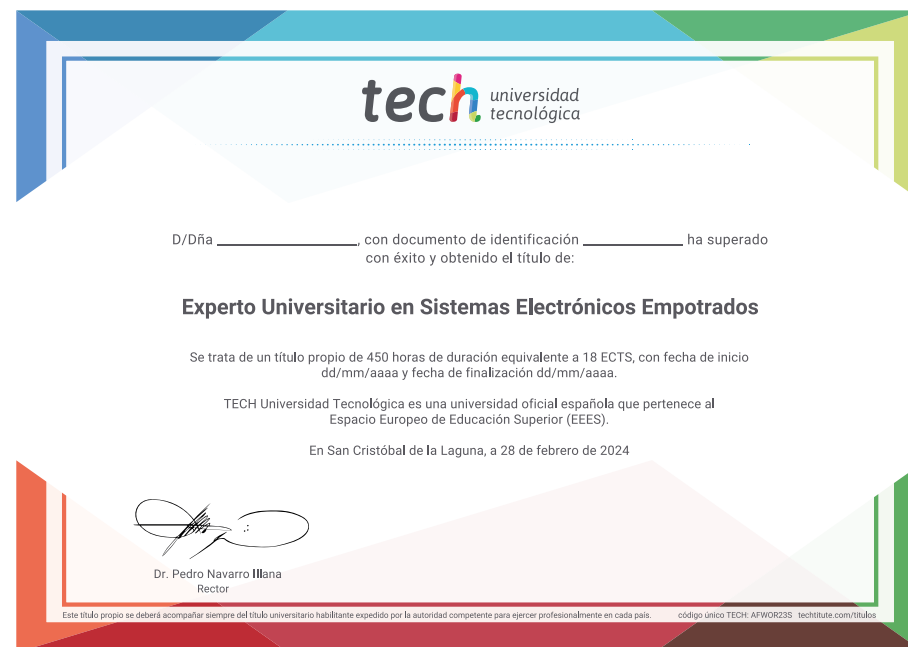 tech universidad
tecnológica
D/Dña ____________________, con documento de identificación ______________ ha superado
con éxito y obtenido el título de:
Experto Universitario en Sistemas Electrónicos Empotrados
Se trata de un título propio de 450 horas de duración equivalente a 18 ECTS, con fecha de inicio
dd/mm/aaaa y fecha de finalización dd/mm/aaaa.
TECH Universidad Tecnológica es una universidad oficial española que pertenece al
Espacio Europeo de Educación Superior (EEES).
En San Cristóbal de la Laguna, a 28 de febrero de 2024
Dr. Pedro Navarro Illana
Rector
Este título propio se deberá acompañar siempre del título universitario habilitante expedido por la autoridad competente para ejercer profesionalmente en cada país. código único TECH: AFWOR23S techtitute.com/titulos